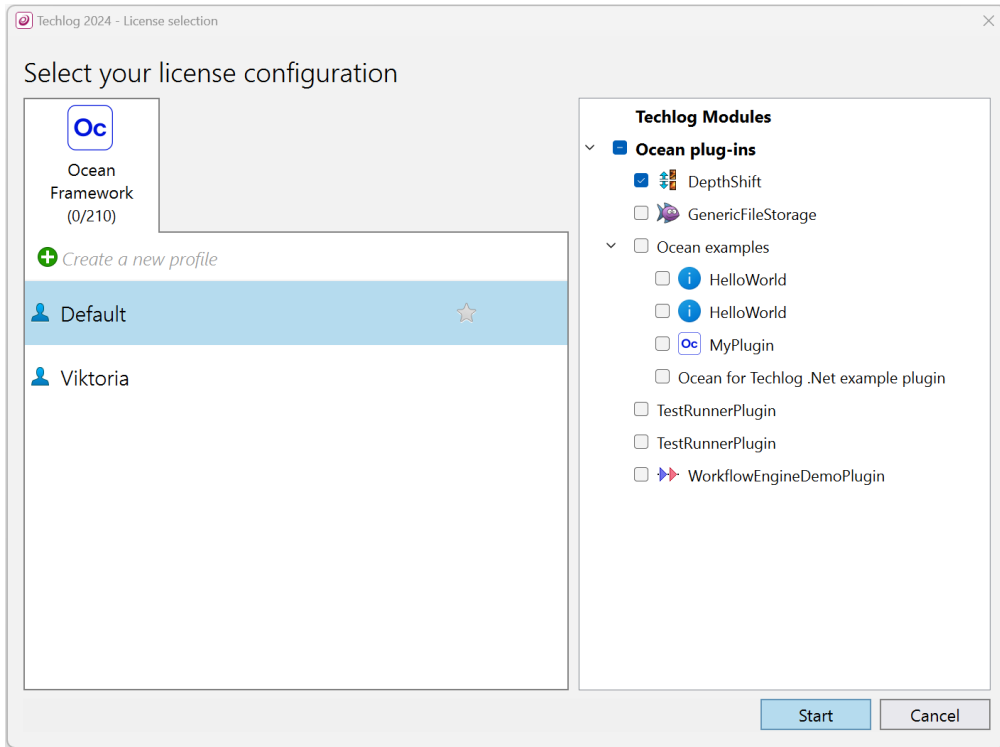 Techlog 2024 - License selection
Select your license configuration
Oc
Ocean
Framework
(0/210)
Create a new profile
Default
Viktoria
Techlog Modules
Ocean plug-ins
DepthShift
GenericFileStorage
Ocean examples
i HelloWorld
i HelloWorld
Oc MyPlugin
Ocean for Techlog .Net example plugin
TestRunnerPlugin
TestRunnerPlugin
WorkflowEngineDemoPlugin
Start Cancel